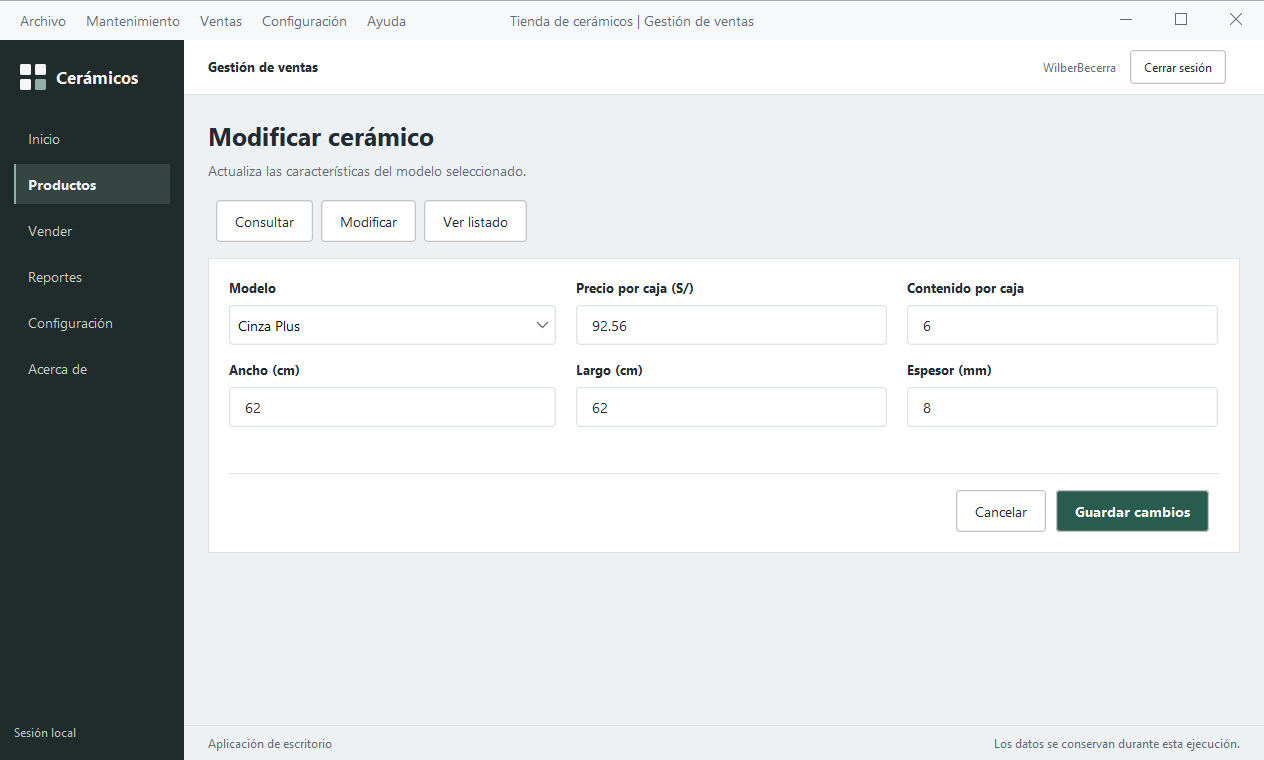 Archivo Mantenimiento Ventas Configuración Ayuda Tienda de cerámicos | Gestión de ventas
Cerámicos
Inicio
Productos
Vender
Reportes
Configuración
Acerca de
Sesión local
Gestión de ventas WilberBecerra Cerrar sesión
Modificar cerámico
Actualiza las características del modelo seleccionado.
Consultar Modificar Ver listado
Modelo Precio por caja (S/) Contenido por caja
Cinza Plus 92.56 6
Ancho (cm) Largo (cm) Espesor (mm)
62 62 8
Cancelar Guardar cambios
Aplicación de escritorio Los datos se conservan durante esta ejecución.